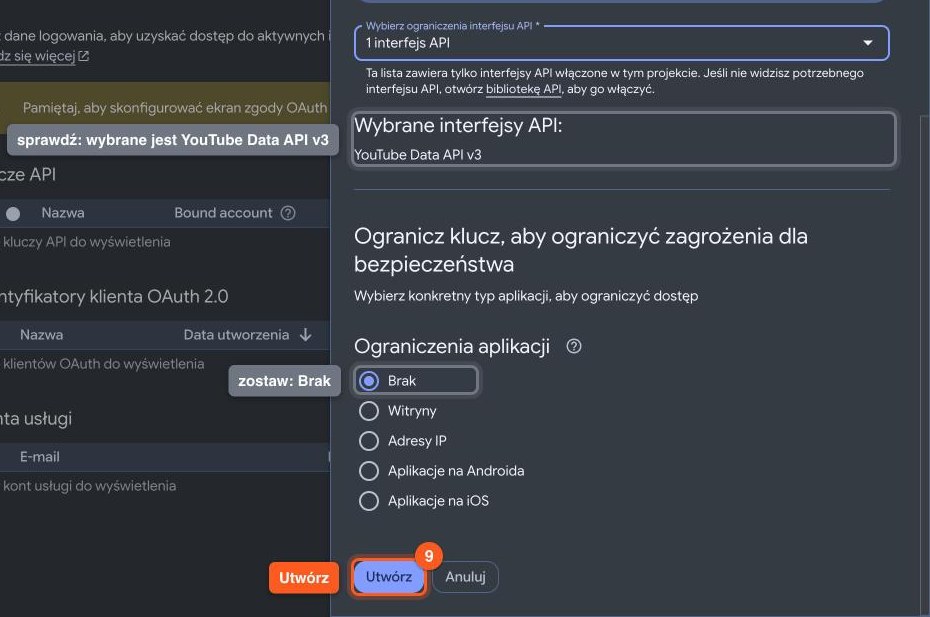 dane logowania, aby uzyskać dostęp do aktywnych i
dz się więcej
Pamiętaj, aby skonfigurować ekran zgody OAuth
sprawdź: wybrane jest YouTube Data API v3
cze API
Nazwa
Bound account
kluczy API do wyświetlenia
ntyfikatory klienta OAuth 2.0
Nazwa
Data utworzenia
klientów OAuth do wyświetlenia
zostaw: Brak
nta usługi
E-mail
kont usługi do wyświetlenia
Wybierz ograniczenia interfejsu API *
1 interfejs API
Ta lista zawiera tylko interfejsy API włączone w tym projekcie. Jeśli nie widzisz potrzebnego
interfejsu API, otwórz bibliotekę API, aby go włączyć.
Wybrane interfejsy API:
YouTube Data API v3
Ogranicz klucz, aby ograniczyć zagrożenia dla
bezpieczeństwa
Wybierz konkretny typ aplikacji, aby ograniczyć dostęp
Ograniczenia aplikacji
Brak
Witryny
Adresy IP
Aplikacje na Androida
Aplikacje na iOS
9
Utwórz
Utwórz
Anuluj